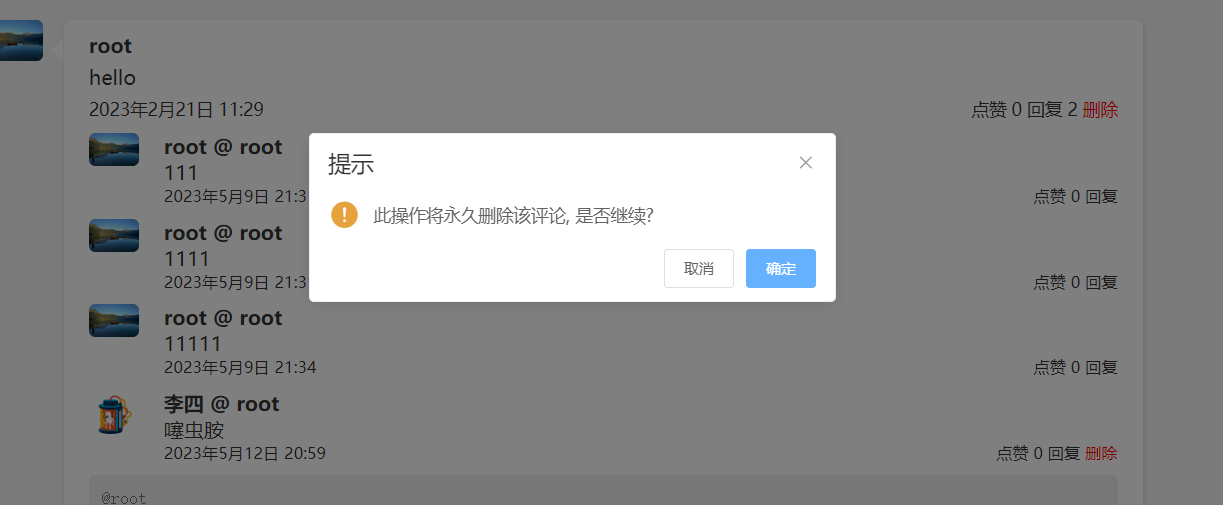 root
hello
2023年2月21日 11:29
点赞 0 回复 2 删除
root @ root
111
2023年5月9日 21:3
点赞 0 回复
提示
此操作将永久删除该评论, 是否继续?
取消
确定
root @ root
1111
2023年5月9日 21:3
点赞 0 回复
root @ root
11111
2023年5月9日 21:34
点赞 0 回复
李四 @ root
噻虫胺
2023年5月12日 20:59
点赞 0 回复 删除
@root